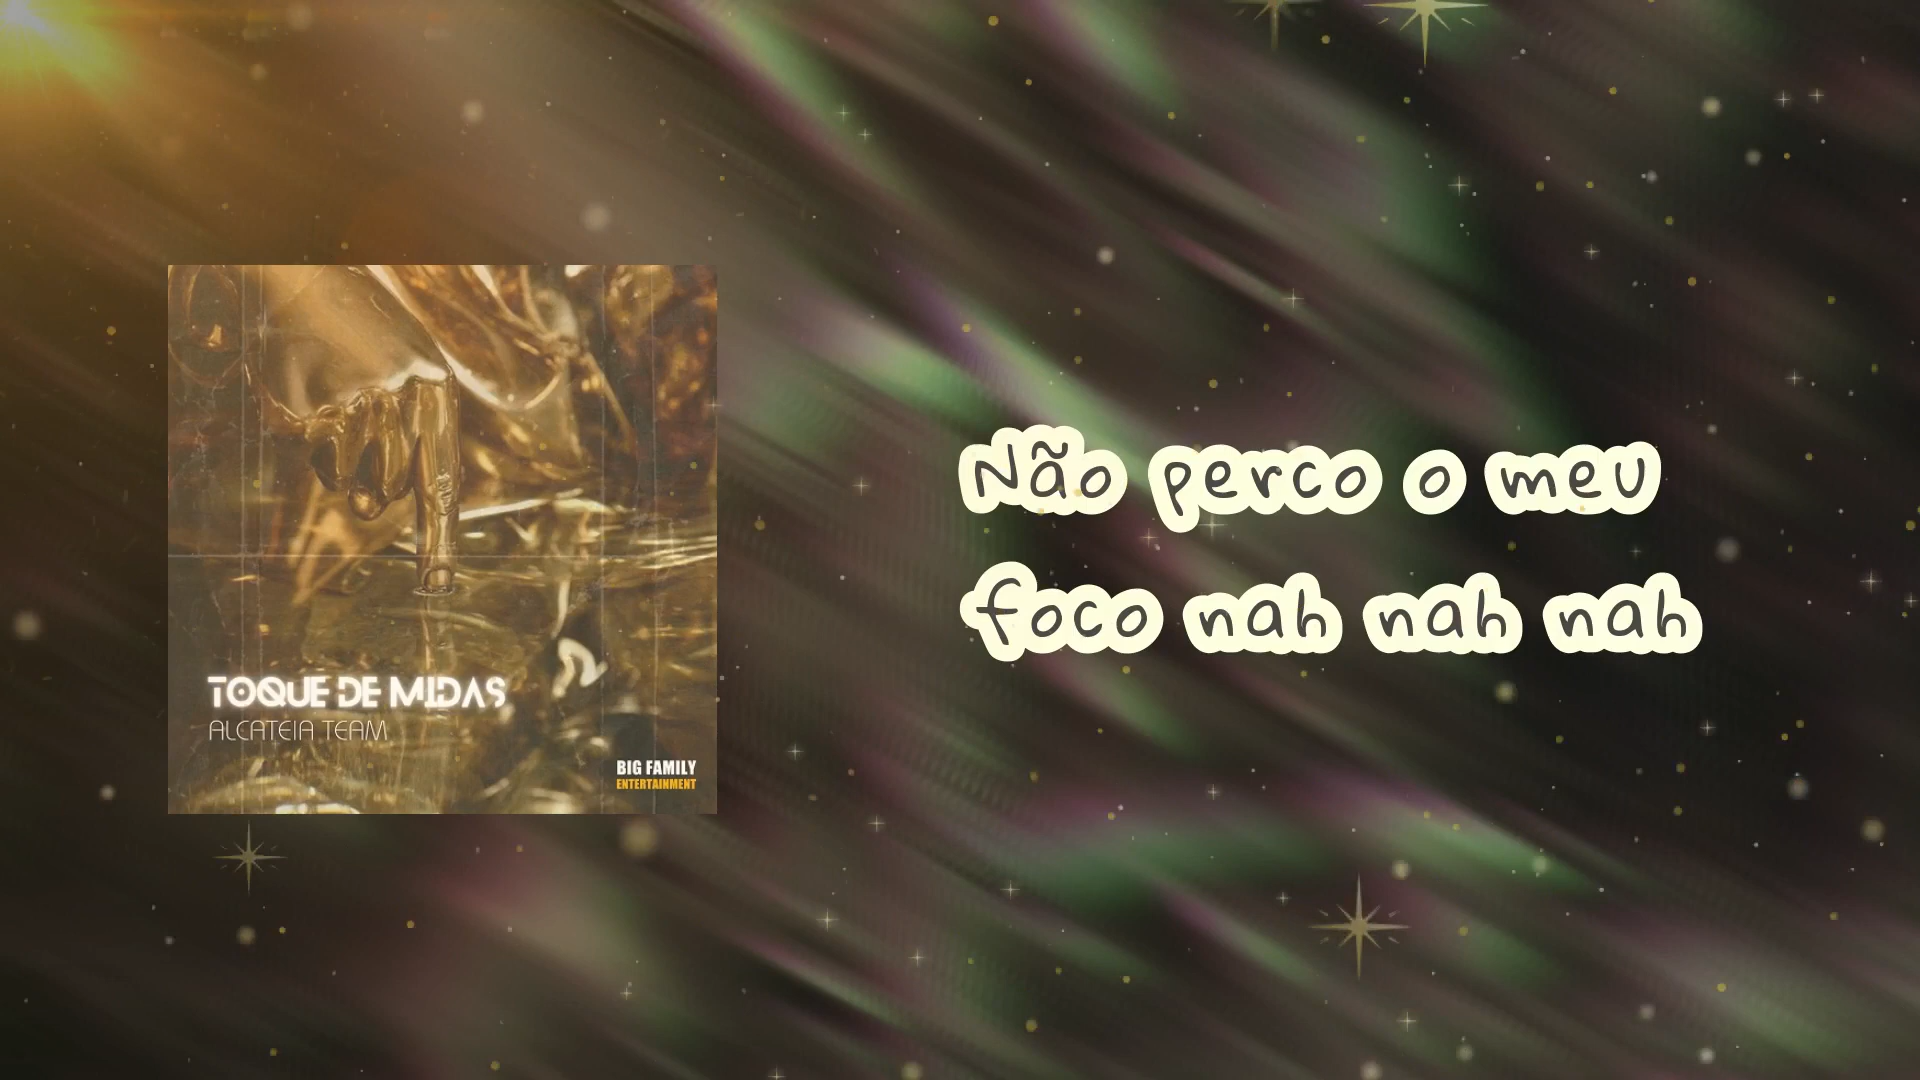 TOQUE DE MIDAS
ALCATEIA TEAM
BIG FAMILY
ENTERTAINMENT
Não perco o meu
foco nah nah nah